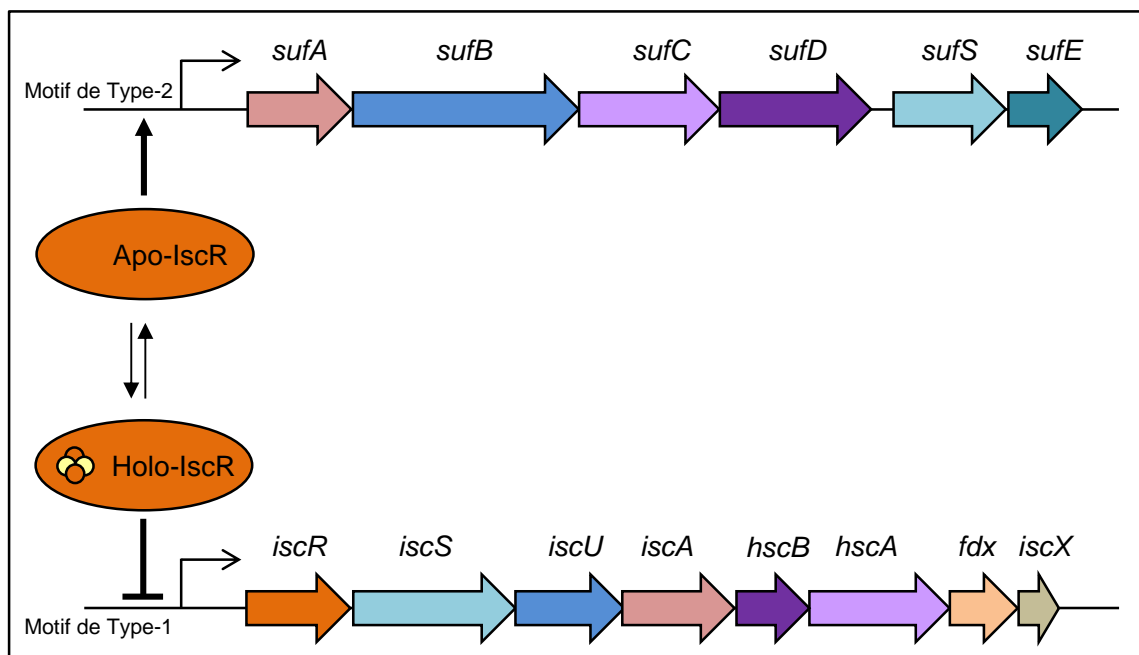 sufA sufB sufC sufD sufS sufE
Motif de Type-2
Apo-IscR
Holo-IscR
iscR iscS iscU iscA hscB hscA fdx iscX
Motif de Type-1